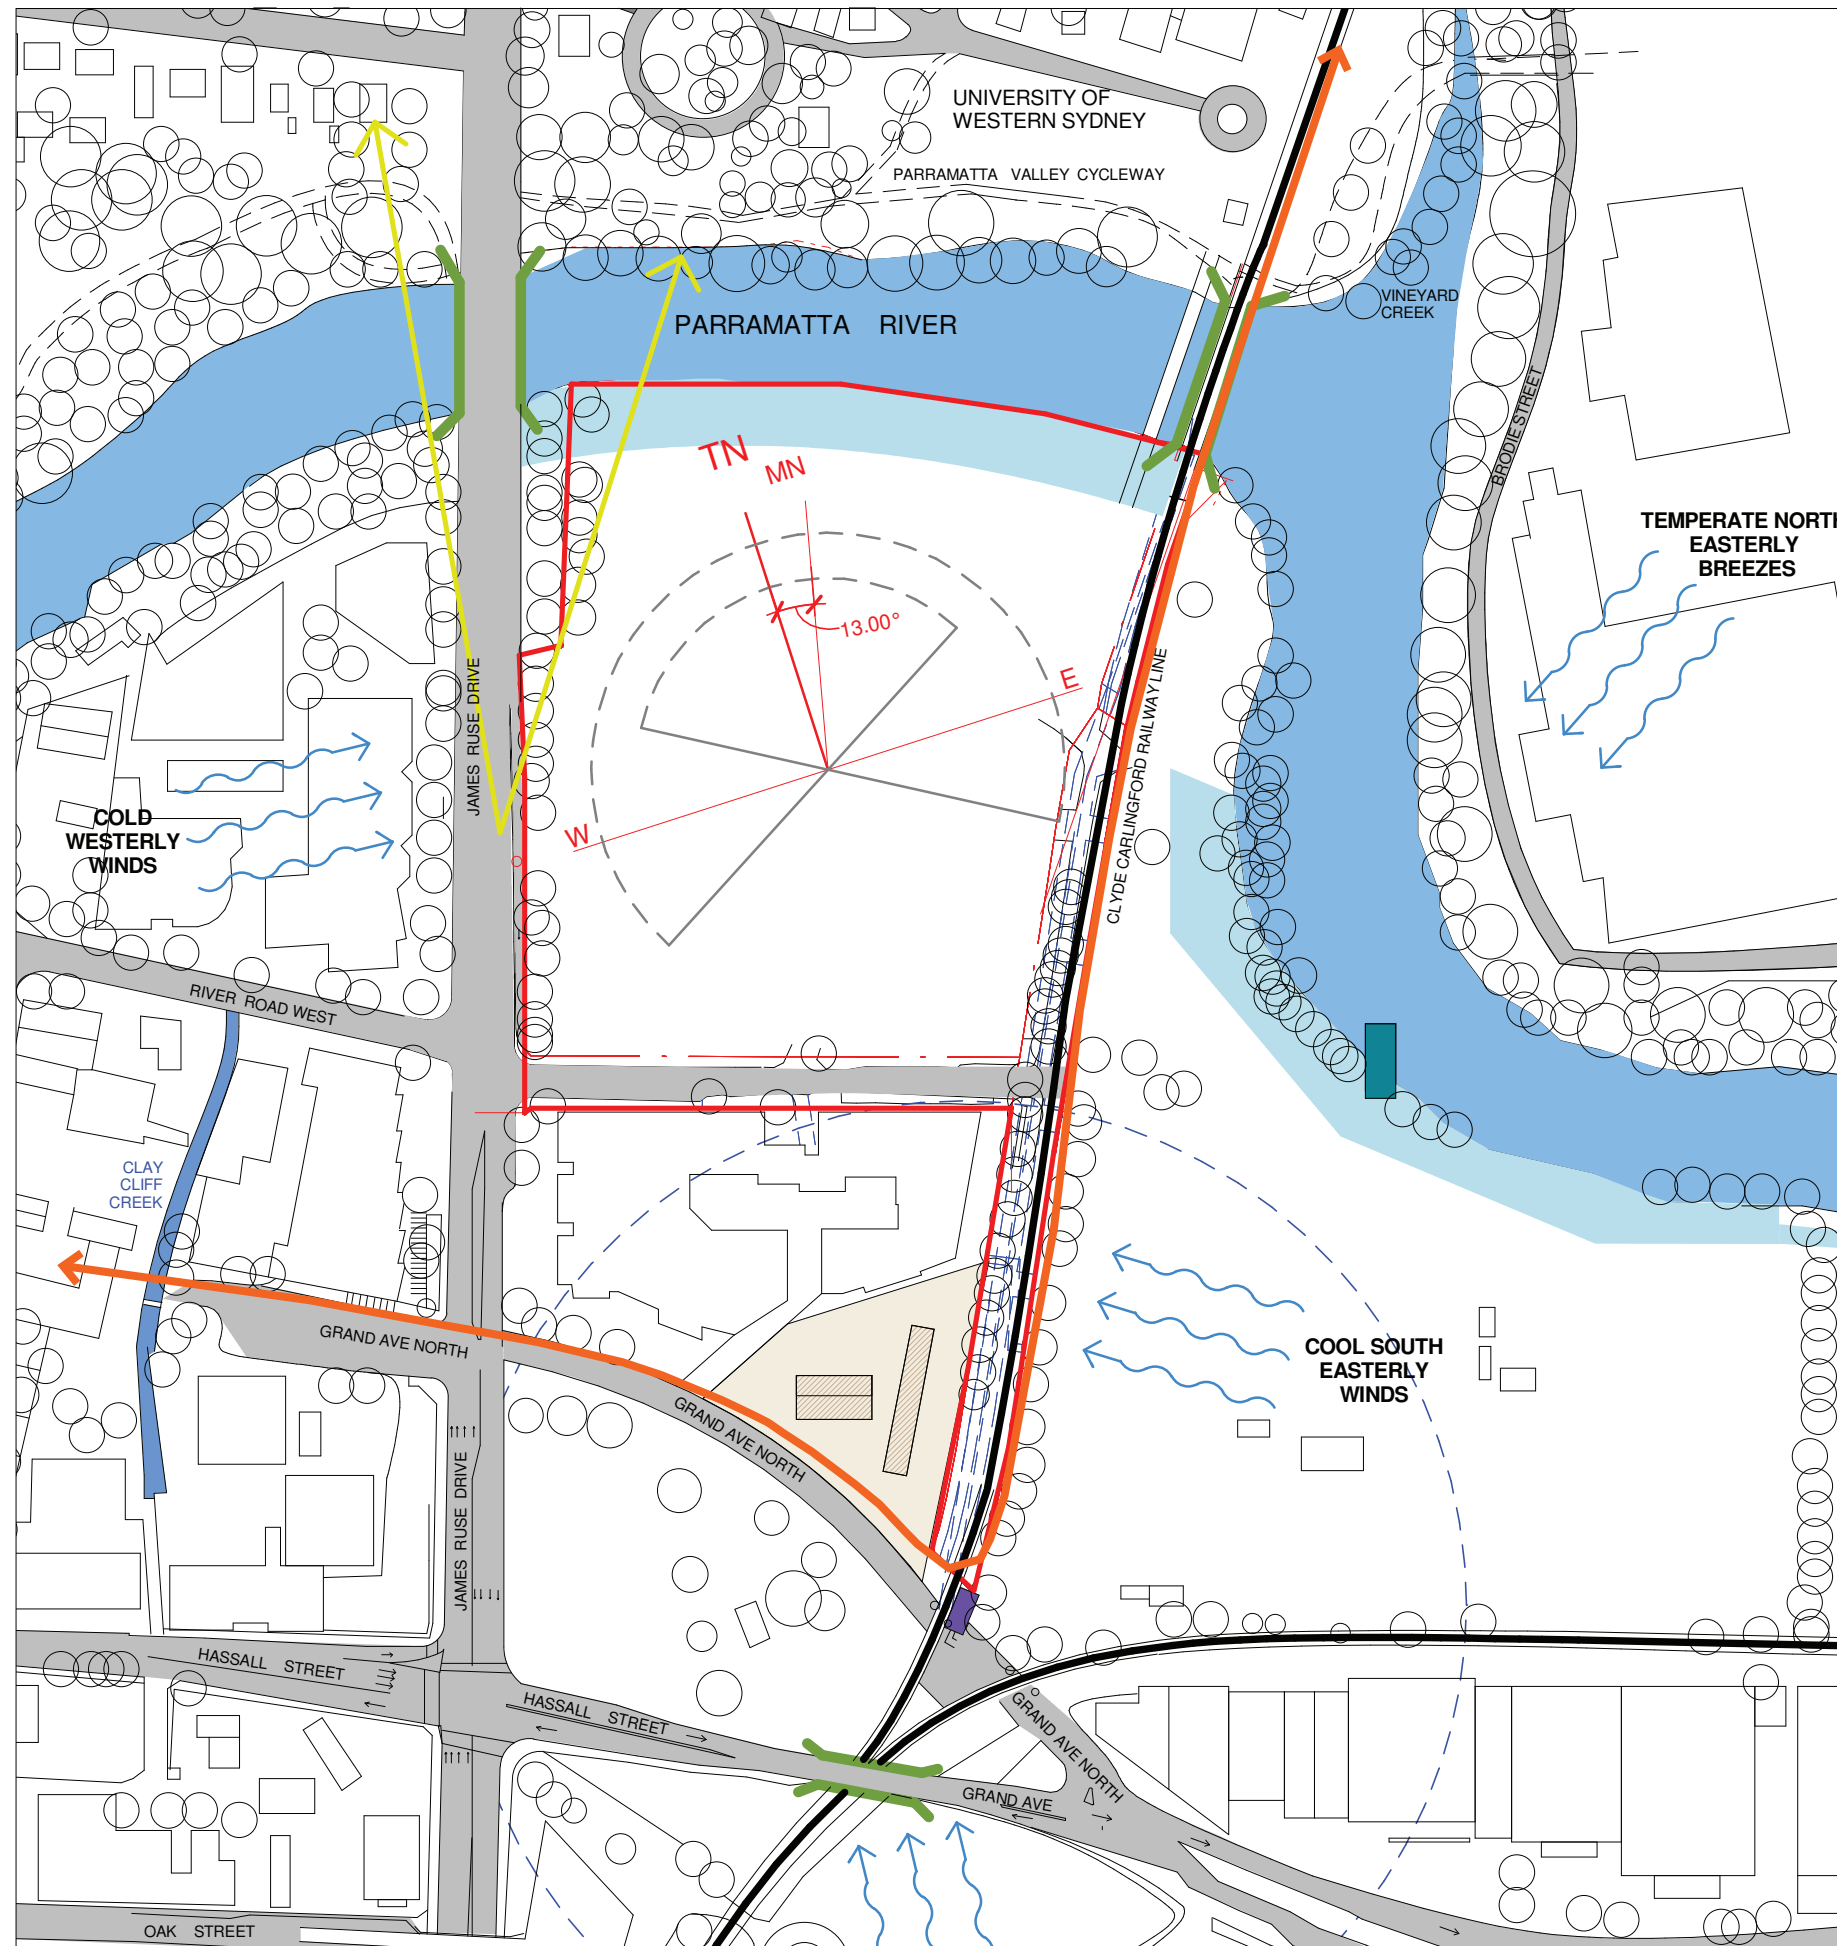 UNIVERSITY OF
WESTERN SYDNEY
PARRAMATTA VALLEY CYCLEWAY
VINEYARD
CREEK
PARRAMATTA RIVER
BRODIE STREET
TN
MN
TEMPERATE NORTH
EASTERLY
BREEZES
13.00°
E
W
JAMES RUSE DRIVE
CLYDE CARLINGFORD RAILWAY LINE
COLD
WESTERLY
WINDS
RIVER ROAD WEST
CLAY
CLIFF
CREEK
GRAND AVE NORTH
COOL SOUTH
EASTERLY
WINDS
GRAND AVE NORTH
JAMES RUSE DRIVE
HASSALL STREET
HASSALL STREET
GRAND AVE NORTH
GRAND AVE
OAK STREET